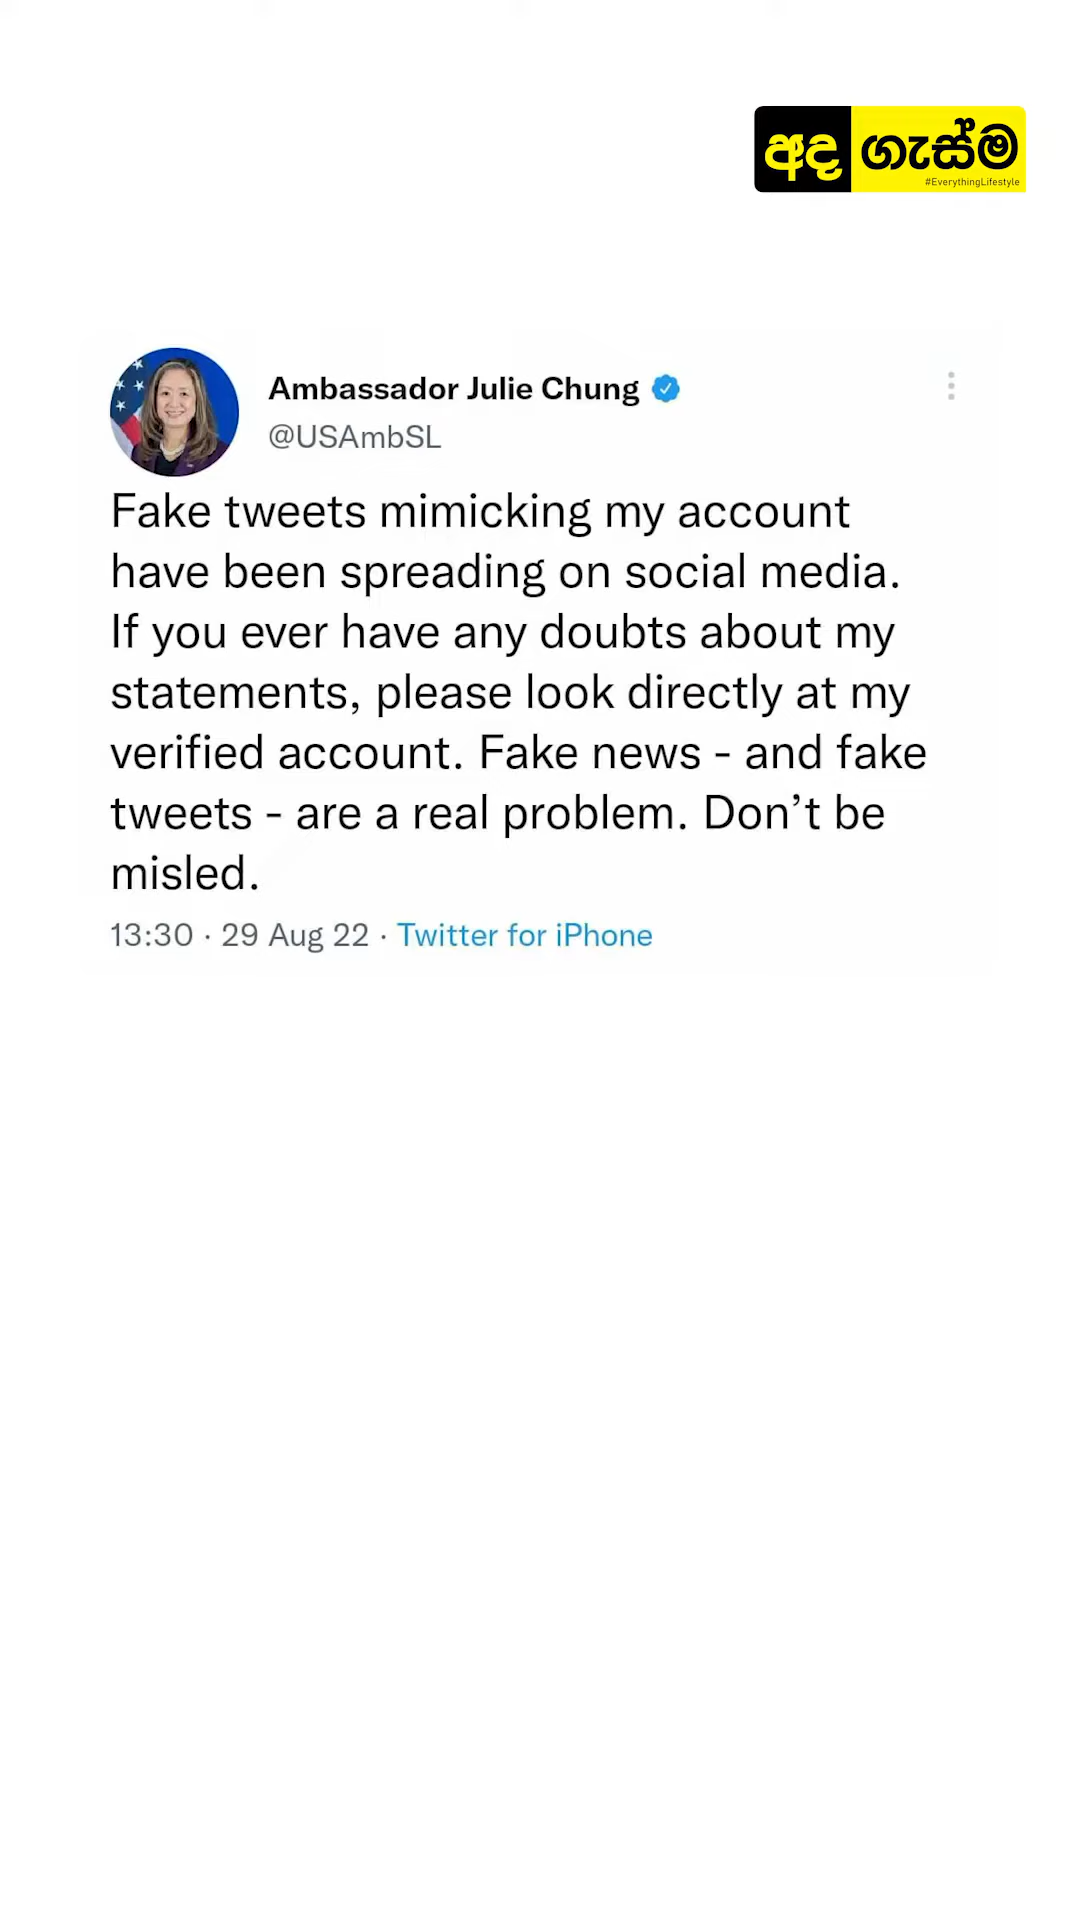 අද ගැස්ම
#EverythingLifestyle
Ambassador Julie Chung
@USAmbSL
Fake tweets mimicking my account
have been spreading on social media.
If you ever have any doubts about my
statements, please look directly at my
verified account. Fake news - and fake
tweets - are a real problem. Don’t be
misled.
13:30 · 29 Aug 22 · Twitter for iPhone